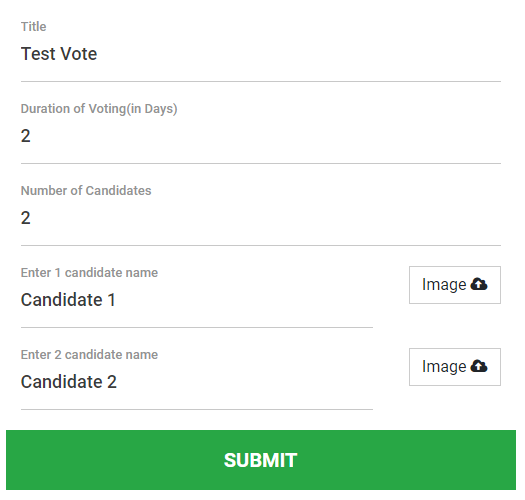 Title
Test Vote
Duration of Voting(in Days)
2
Number of Candidates
2
Enter 1 candidate name
Candidate 1
Image
Enter 2 candidate name
Candidate 2
Image
SUBMIT